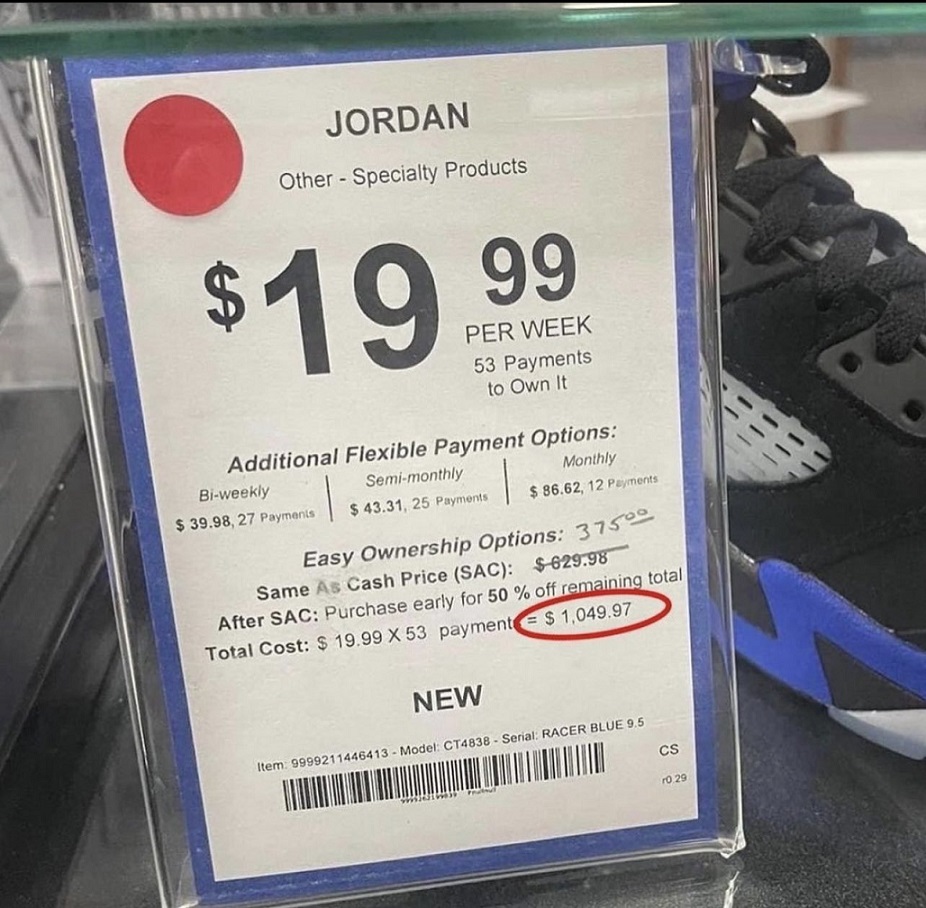 JORDAN
Other - Specialty Products
$19 99
PER WEEK
53 Payments
to Own It
Additional Flexible Payment Options:
Bi-weekly | Semi-monthly | Monthly
$ 39.98, 27 Payments | $ 43.31, 25 Payments | $ 86.62, 12 Payments
Easy Ownership Options: 375⁰⁰
Same As Cash Price (SAC): $ 629.98
After SAC: Purchase early for 50 % off remaining total
Total Cost: $ 19.99 X 53 payment = $ 1,049.97
NEW
Item: 9999211446413 - Model: CT4838 - Serial: RACER BLUE 9.5
CS
r0.29